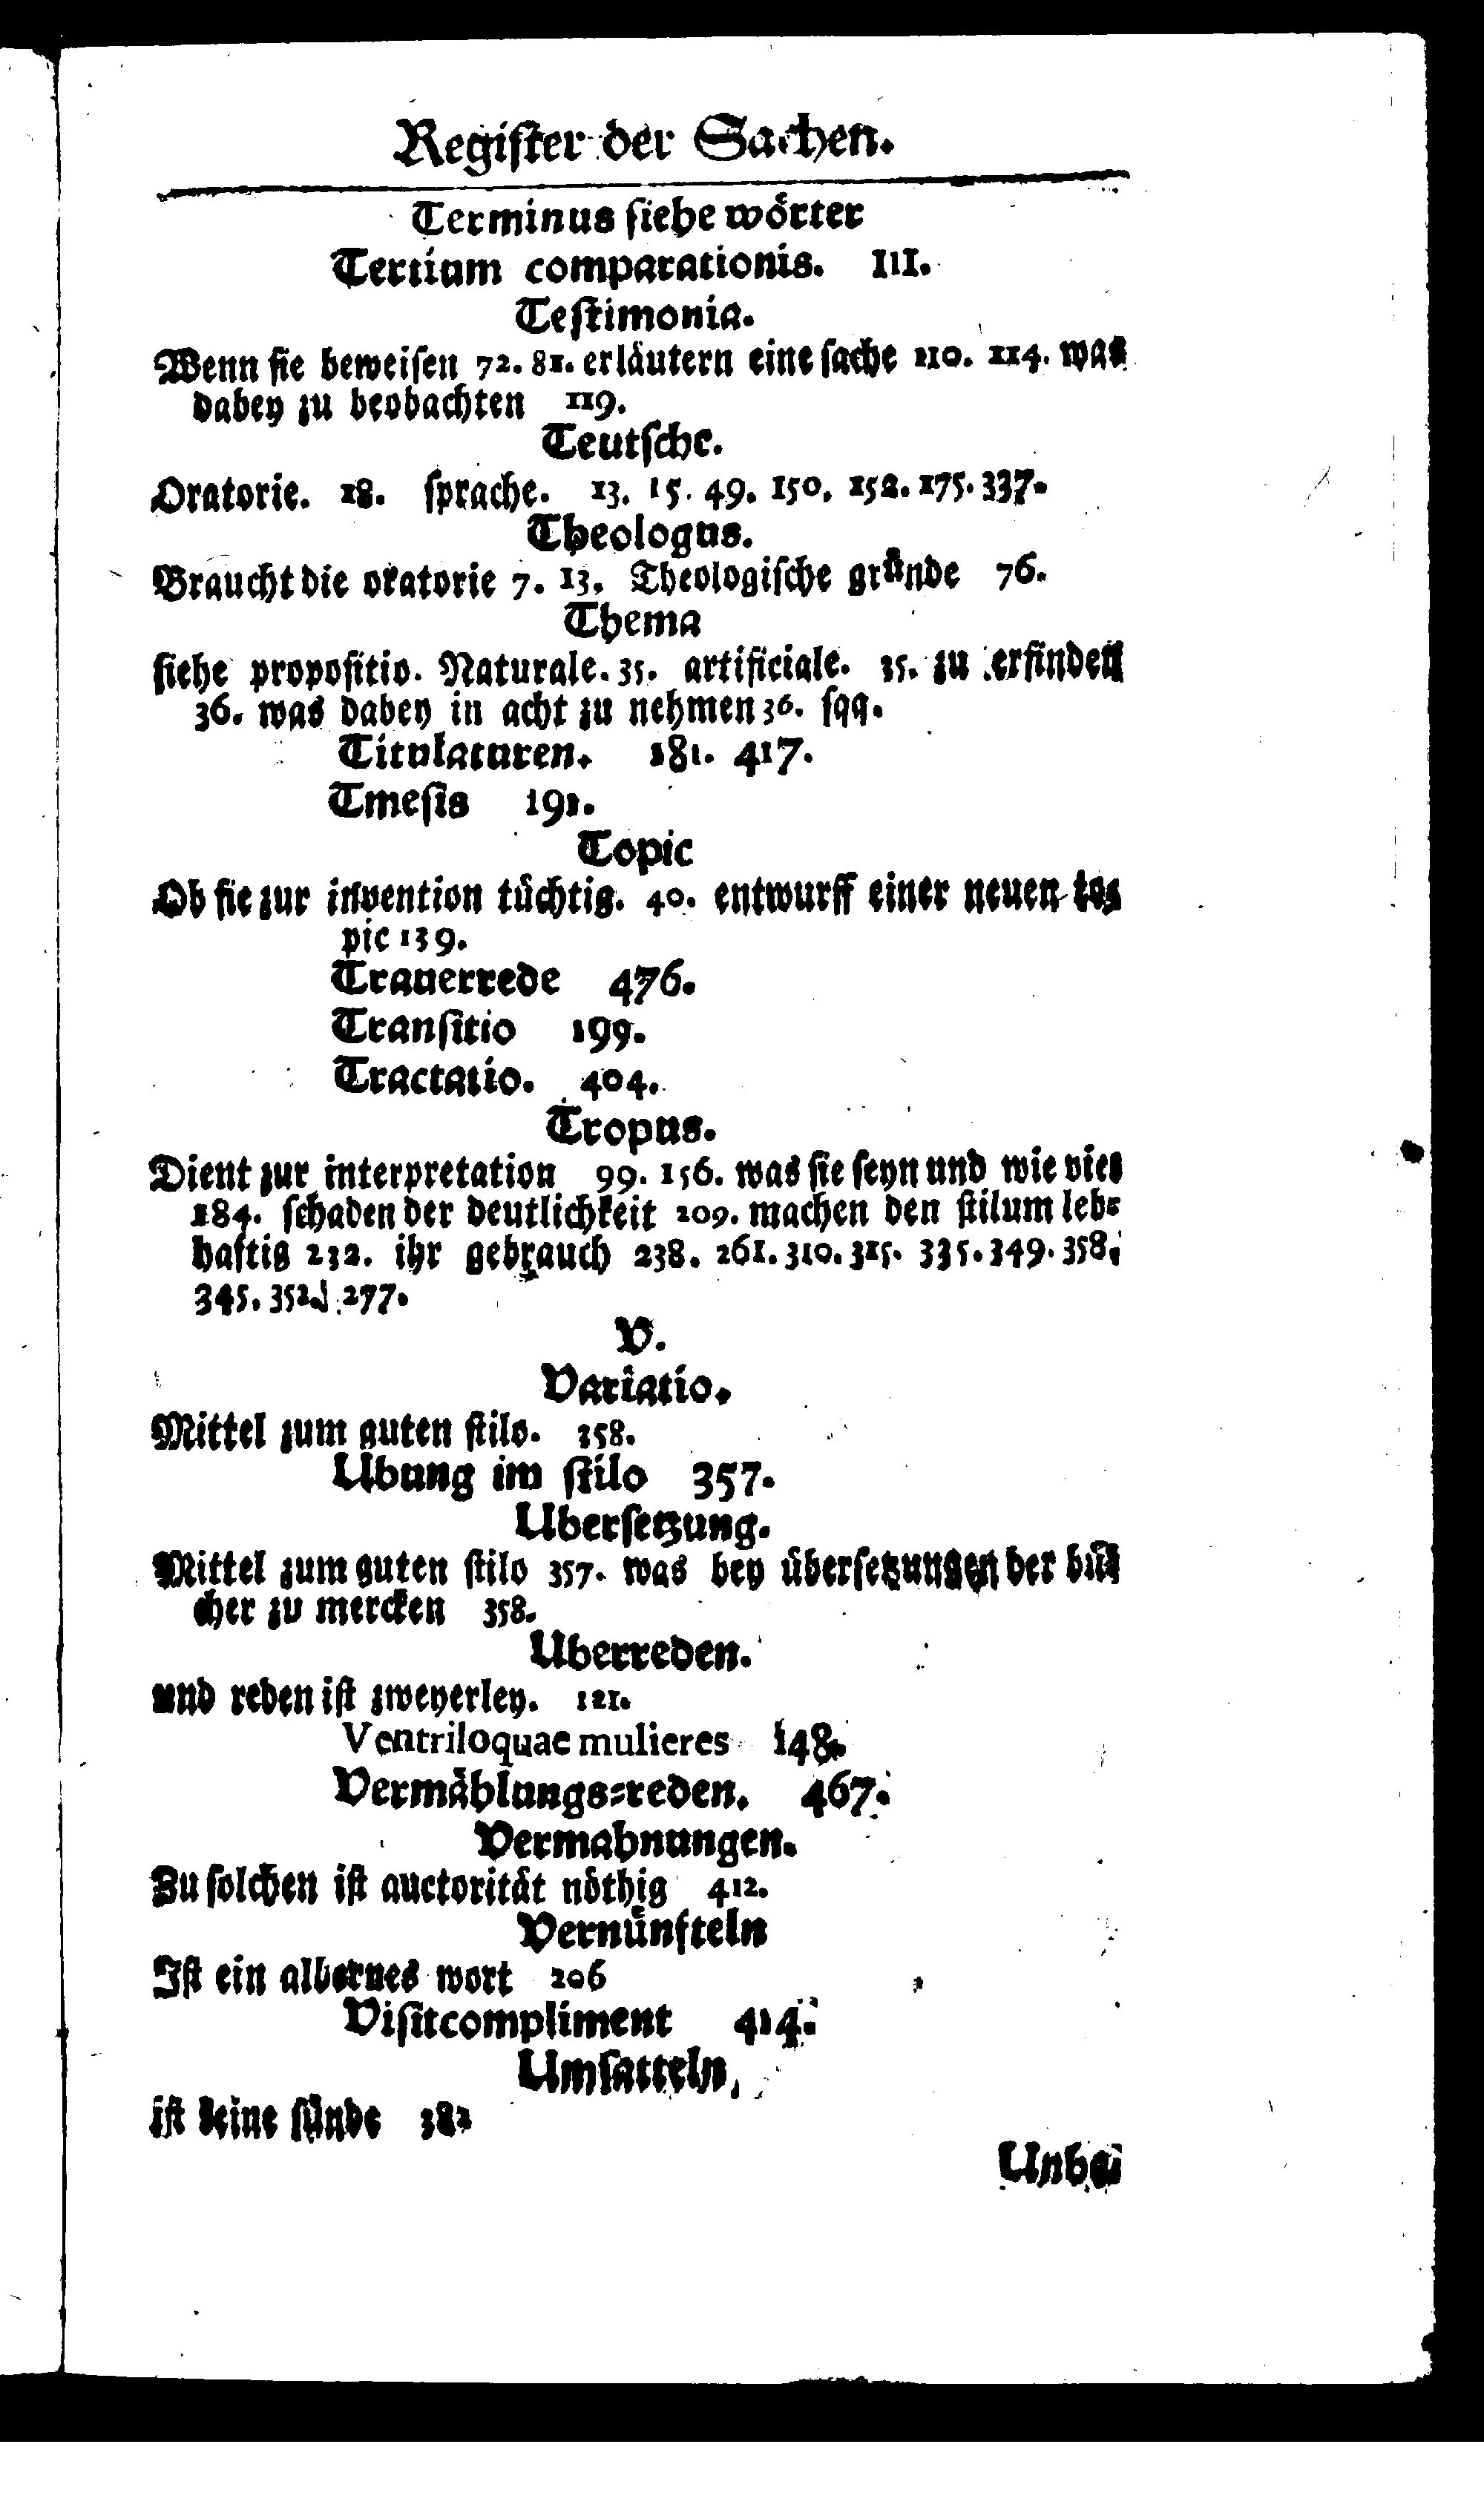 Regiſter der Sachen.
Terminus ſiehe wörter
Tertium comparationis. 111.
Teſtimonia.
Wenn ſie beweiſen 72. 81. erläutern eine ſache 110. 114. was
dabey zu beobachten 119.
Teutſche.
Oratorie. 18. ſprache. 13. 15. 49. 150. 152. 175. 337.
Theologus.
Braucht die oratorie 7. 13. Theologiſche gründe 76.
Thema
ſiehe propoſitio. Naturale. 35. artificiale. 35. zu erfinden
36. was dabey in acht zu nehmen 36. ſqq.
Titulaturen. 181. 417.
Tmeſis 191.
Topic
Ob ſie zur invention tüchtig. 40. entwurff einer neuen to⸗
pic 139.
Trauerrede 476.
Tranſitio 199.
Tractatio. 404.
Tropus.
Dient zur interpretation 99. 156. was ſie ſeyn und wie viel
184. ſchaden der deutlichkeit 209. machen den ſtilum leb⸗
haftig 232. ihr gebrauch 238. 261. 310. 315. 335. 349. 358.
345. 352. 277.
V.
Variatio.
Mittel zum guten ſtilo. 358.
Ubung im ſtilo 357.
Uberſetzung.
Mittel zum guten ſtilo 357. was bey überſetzungen der bü⸗
cher zu mercken 358.
Uberreden.
und reden iſt zweyerley. 121.
Ventriloquae mulieres 148.
Vermählungs⸗reden. 467.
Vermahnungen.
Zu ſolchen iſt auctorität nöthig 412.
Vernünfteln
Iſt ein albernes wort 206
Viſitcompliment 414.
Umſatteln,
iſt keine ſünde 382
Unbe